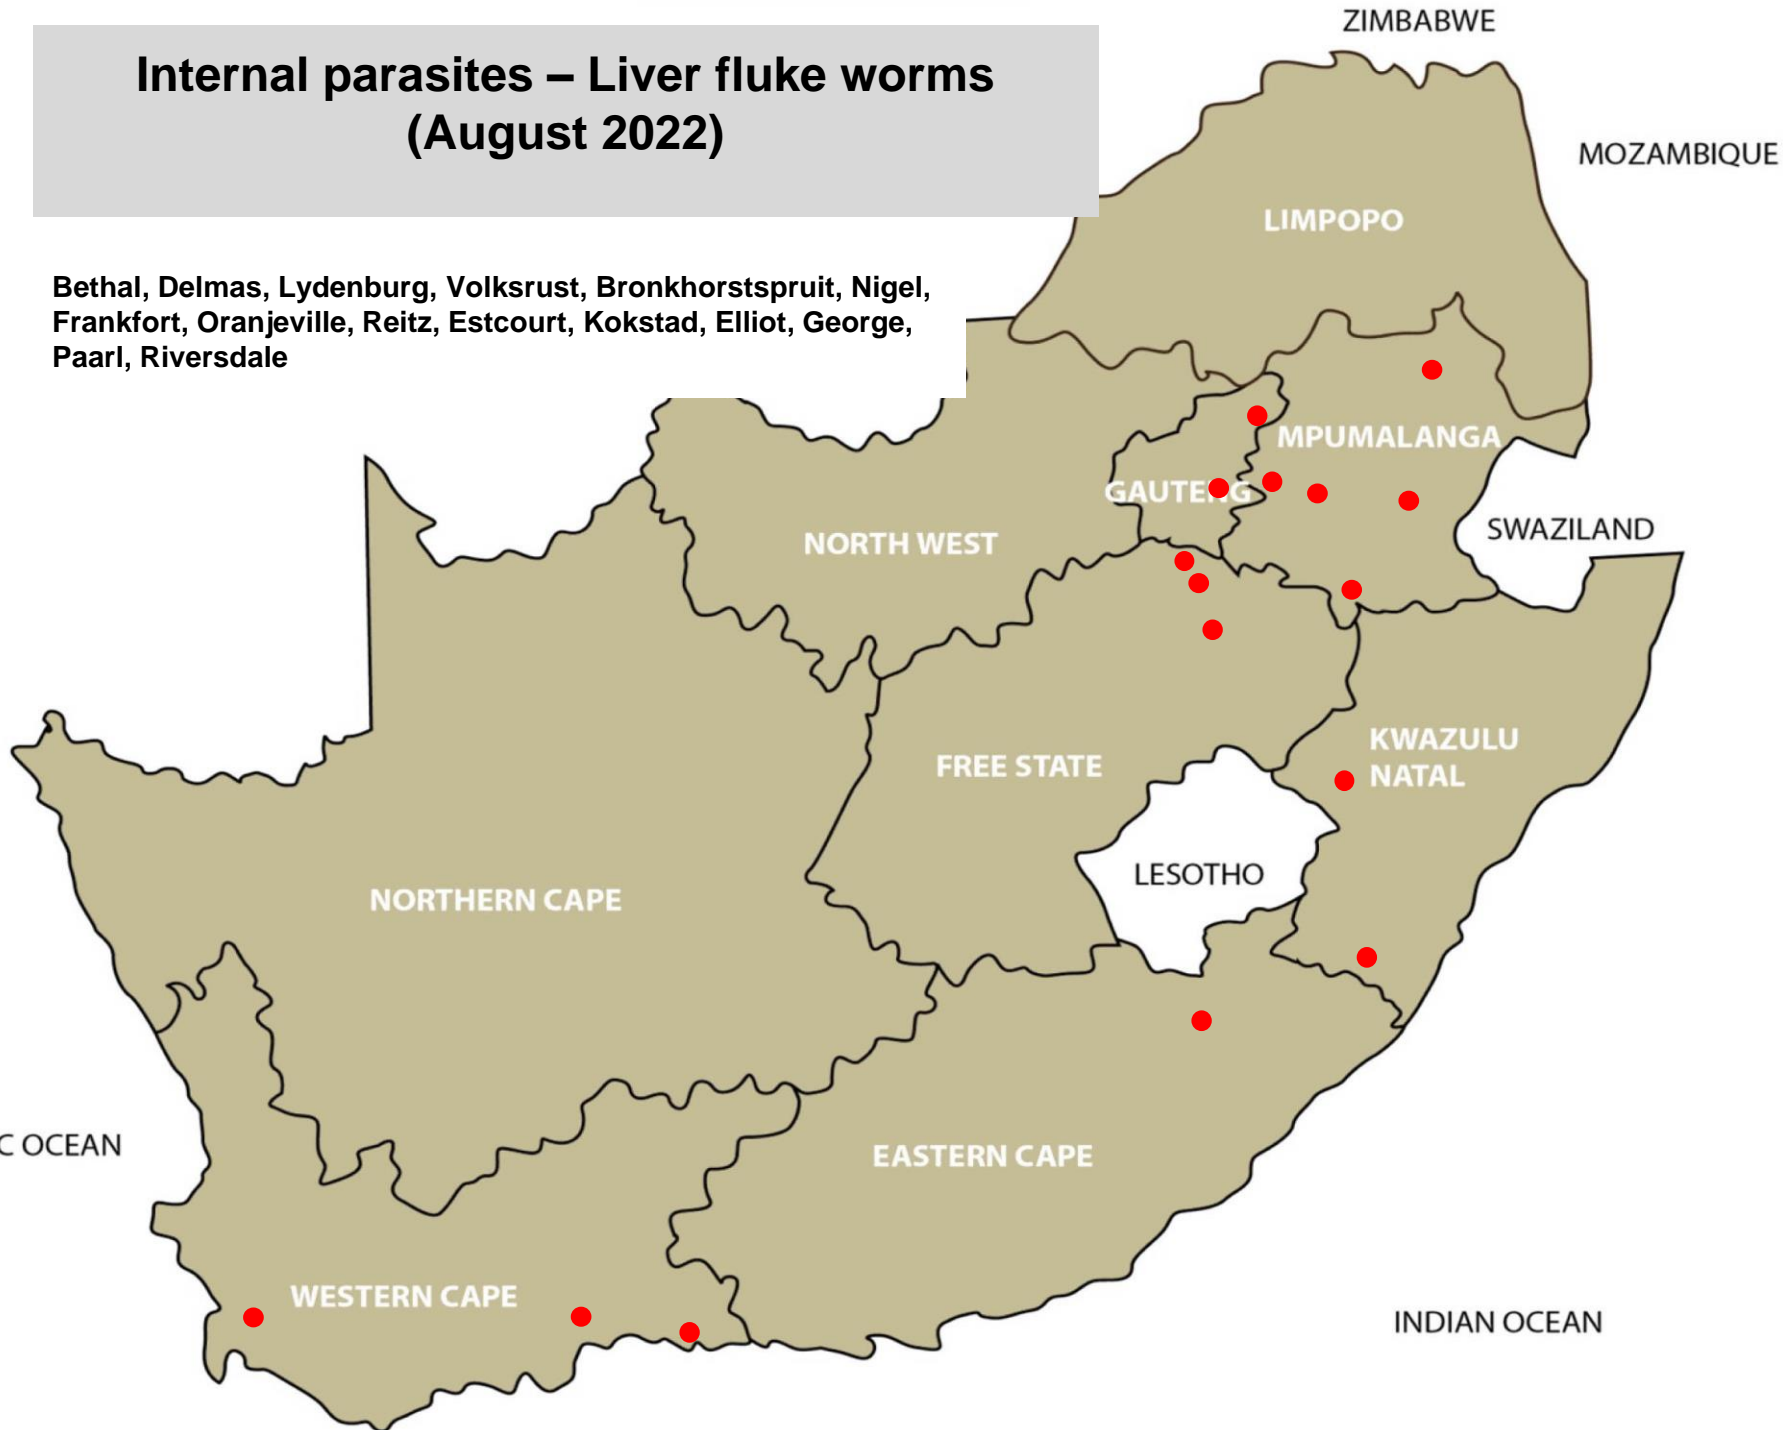 ZIMBABWE
Internal parasites – Liver fluke worms
(August 2022)
MOZAMBIQUE
LIMPOPO
Bethal, Delmas, Lydenburg, Volksrust, Bronkhorstspruit, Nigel,
Frankfort, Oranjeville, Reitz, Estcourt, Kokstad, Elliot, George,
Paarl, Riversdale
MPUMALANGA
GAUTENG
SWAZILAND
NORTH WEST
KWAZULU
NATAL
FREE STATE
LESOTHO
NORTHERN CAPE
C OCEAN
EASTERN CAPE
WESTERN CAPE
INDIAN OCEAN